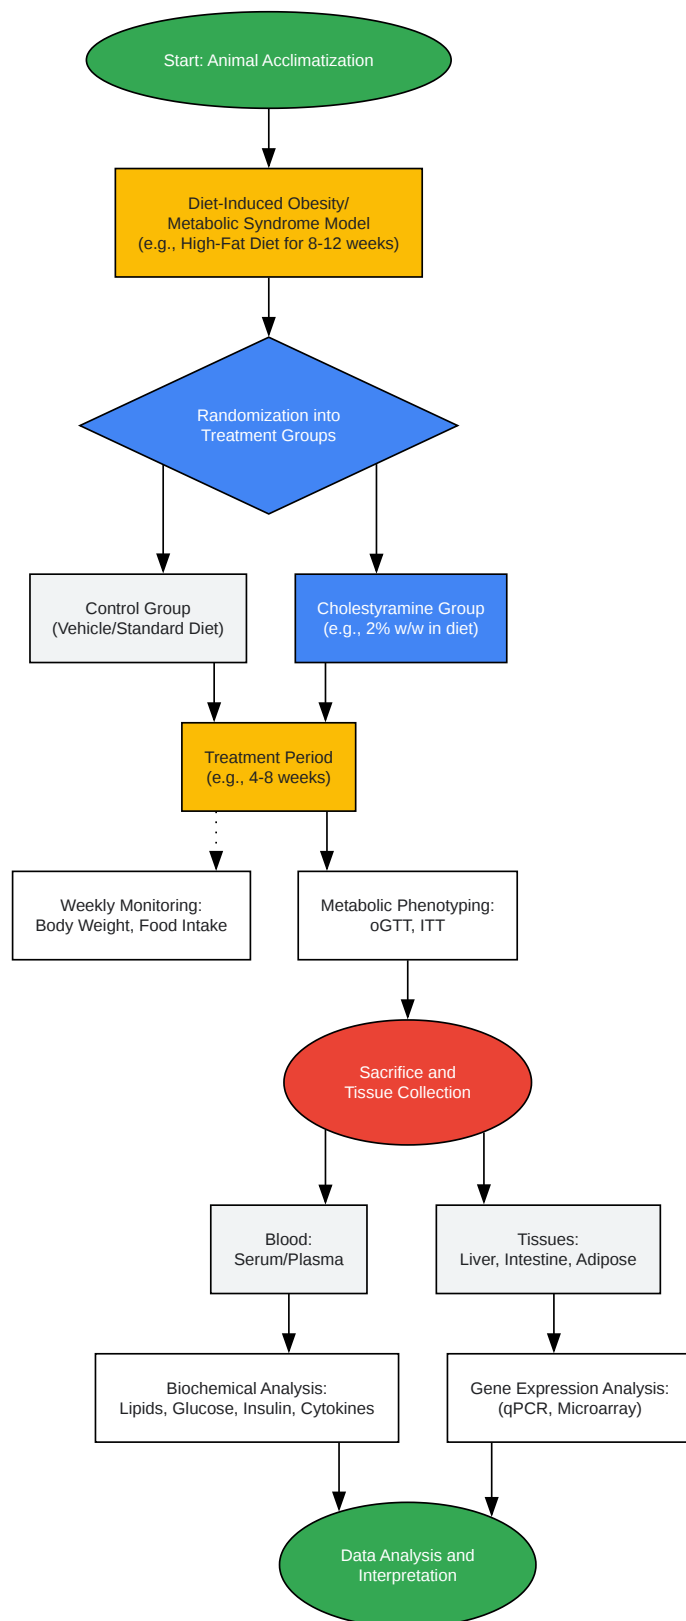 Start: Animal Acclimatization
Diet-Induced Obesity/
Metabolic Syndrome Model
(e.g., High-Fat Diet for 8-12 weeks)
Randomization into
Treatment Groups
Control Group
(Vehicle/Standard Diet)
Cholestyramine Group
(e.g., 2% w/w in diet)
Treatment Period
(e.g., 4-8 weeks)
Weekly Monitoring:
Body Weight, Food Intake
Metabolic Phenotyping:
oGTT, ITT
Sacrifice and
Tissue Collection
Blood:
Serum/Plasma
Tissues:
Liver, Intestine, Adipose
Biochemical Analysis:
Lipids, Glucose, Insulin, Cytokines
Gene Expression Analysis:
(qPCR, Microarray)
Data Analysis and
Interpretation